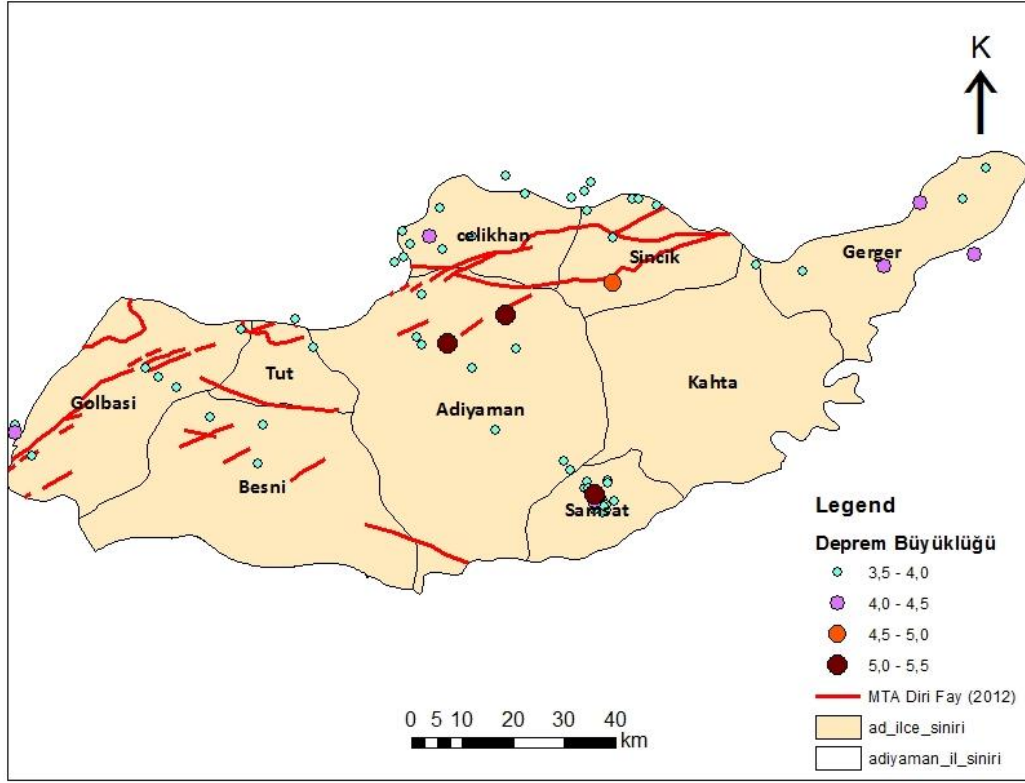 K
celikhan
Sincik
Gerger
Tut
Golbasi
Adiyaman
Kahta
Besni
Samsat
Legend
Deprem Büyüklüğü
3,5 - 4,0
4,0 - 4,5
4,5 - 5,0
5,0 - 5,5
MTA Diri Fay (2012)
ad_ilce_siniri
adiyaman_il_siniri
0 5 10 20 30 40
km